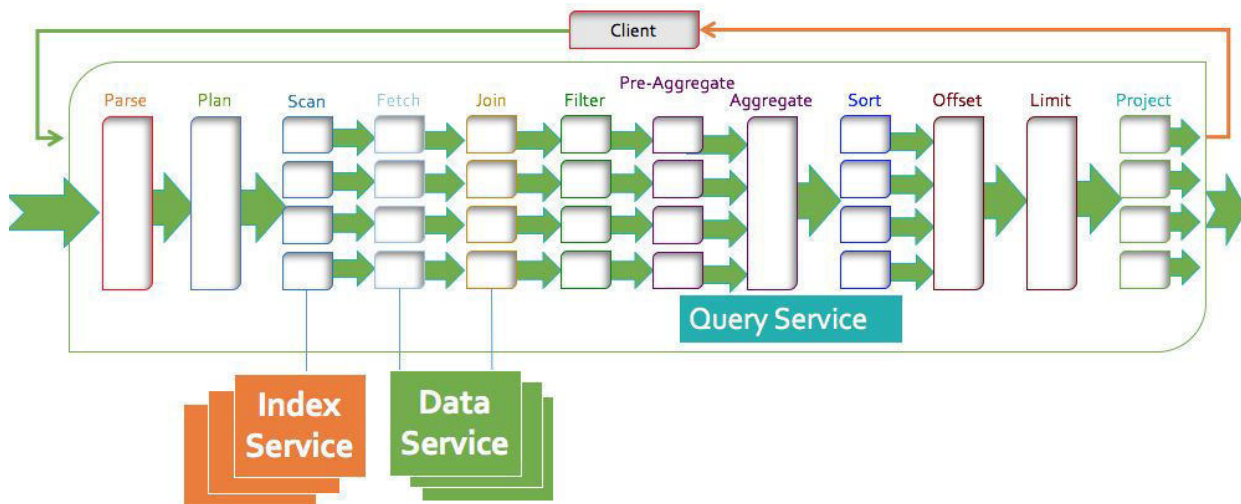 Client
Pre-Aggregate
Parse
Plan
Scan
Fetch
Join
Filter
Aggregate
Sort
Offset
Limit
Project
Query Service
Index
Service
Data
Service